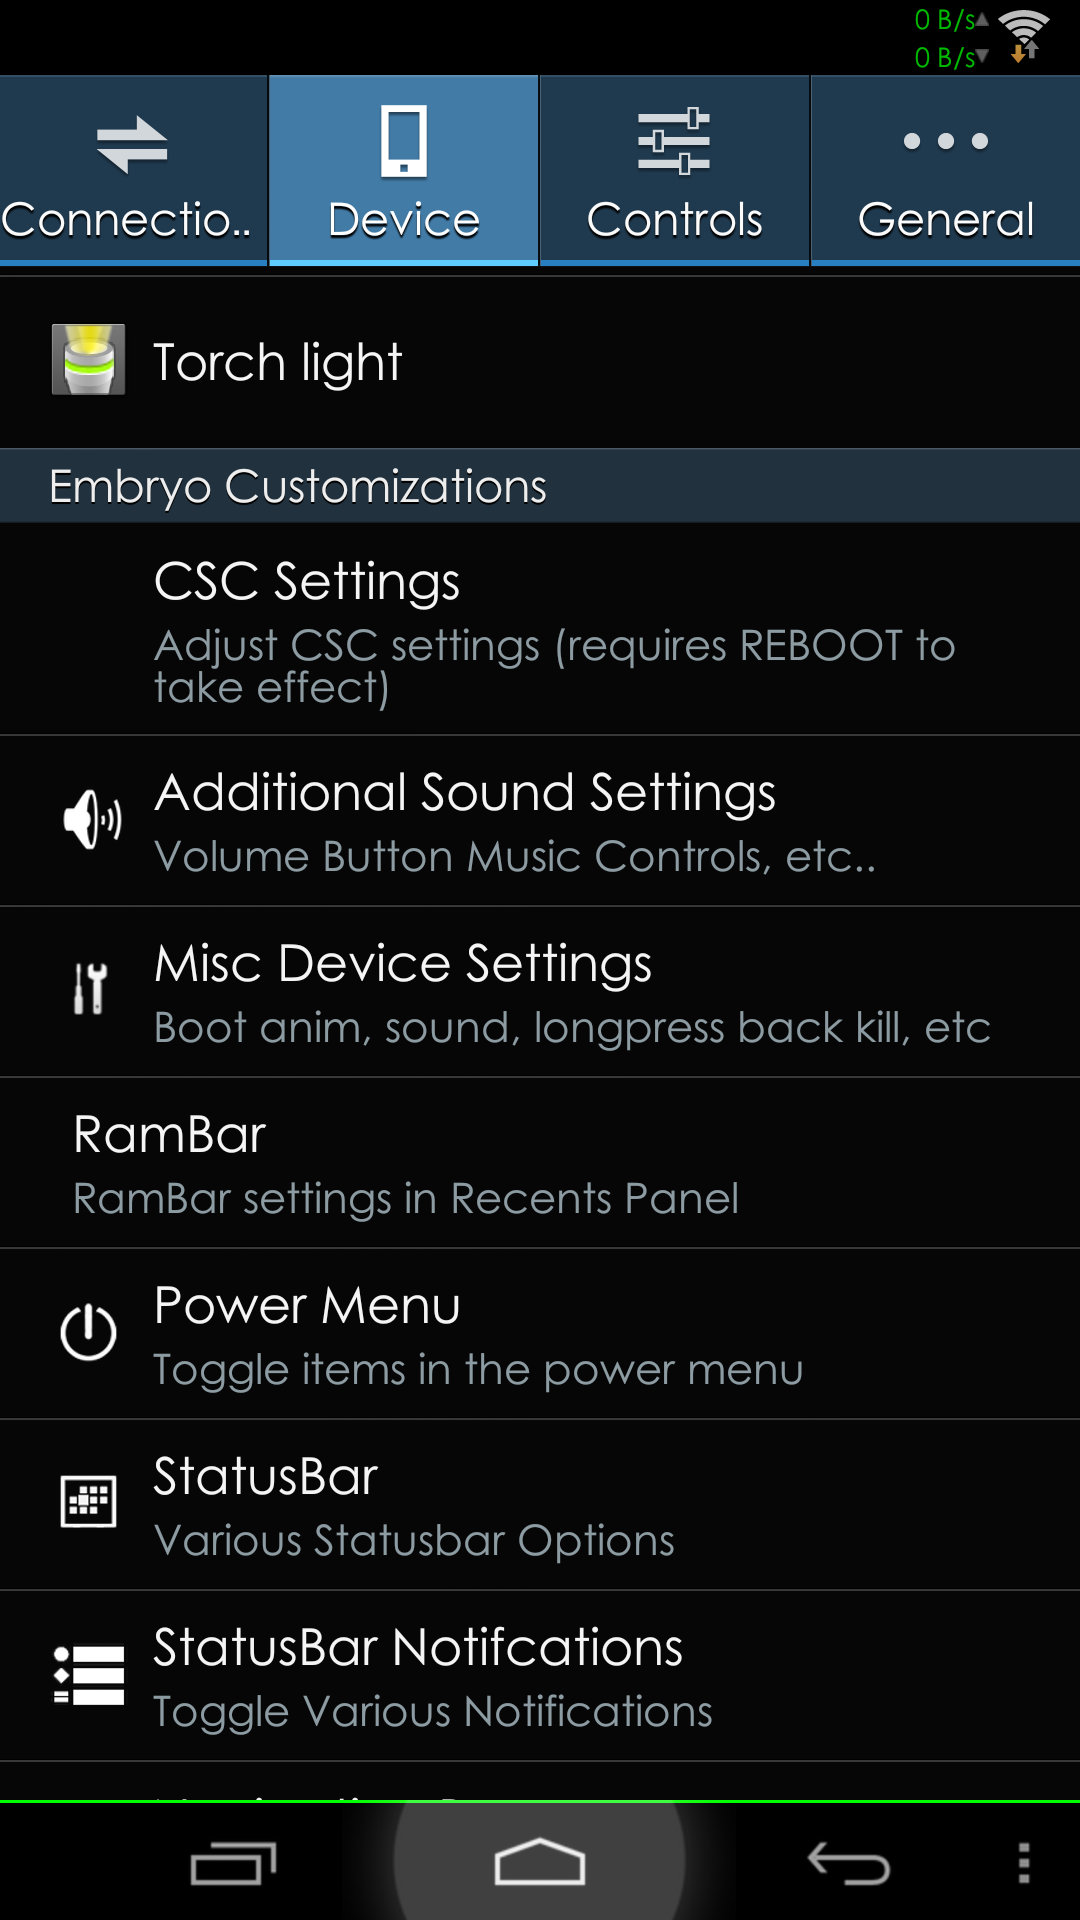 0 B/s
0 B/s
Connectio..
Device
Controls
General
Torch light
Embryo Customizations
CSC Settings
Adjust CSC settings (requires REBOOT to
take effect)
Additional Sound Settings
Volume Button Music Controls, etc..
Misc Device Settings
Boot anim, sound, longpress back kill, etc
RamBar
RamBar settings in Recents Panel
Power Menu
Toggle items in the power menu
StatusBar
Various Statusbar Options
StatusBar Notifcations
Toggle Various Notifications